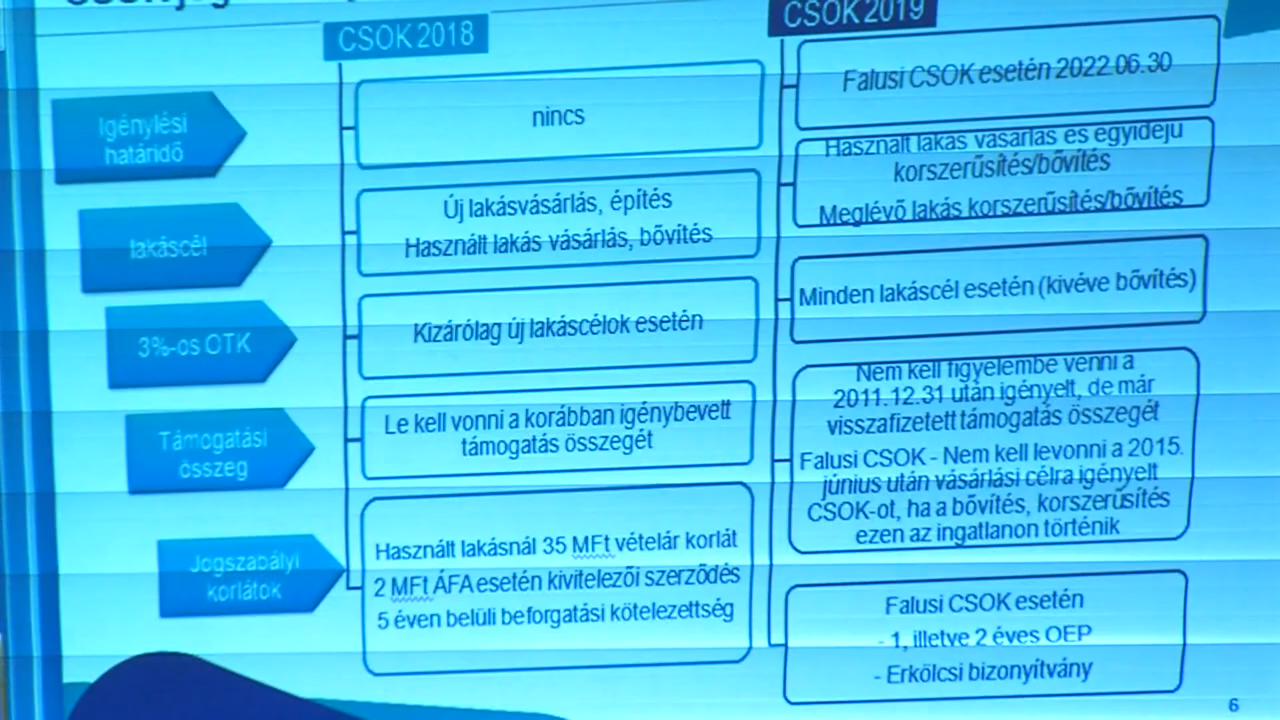 CSOK 2018
CSOK 2019
Igénylési
határidő
nincs
Falusi CSOK esetén 2022.06.30
lakáscél
Új lakásvásárlás, építés
Használt lakás vásárlás, bővítés
Használt lakás vásárlás és egyidejű
korszerűsítés/bővítés
Meglévő lakás korszerűsítés/bővítés
3%-os OTK
Kizárólag új lakáscélok esetén
Minden lakáscél esetén (kivéve bővítés)
Támogatási
összeg
Le kell vonni a korábban igénybevett
támogatás összegét
Nem kell figyelembe venni a
2011.12.31 után igényelt, de már
visszafizetett támogatás összegét
Falusi CSOK - Nem kell levonni a 2015.
június után vásárlási célra igényelt
CSOK-ot, ha a bővítés, korszerűsítés
ezen az ingatlanon történik
Jogszabályi
korlátok
Használt lakásnál 35 MFt vételár korlát
2 MFt ÁFA esetén kivitelezői szerződés
5 éven belüli beforgatási kötelezettség
Falusi CSOK esetén
- 1, illetve 2 éves OEP
- Erkölcsi bizonyítvány
6